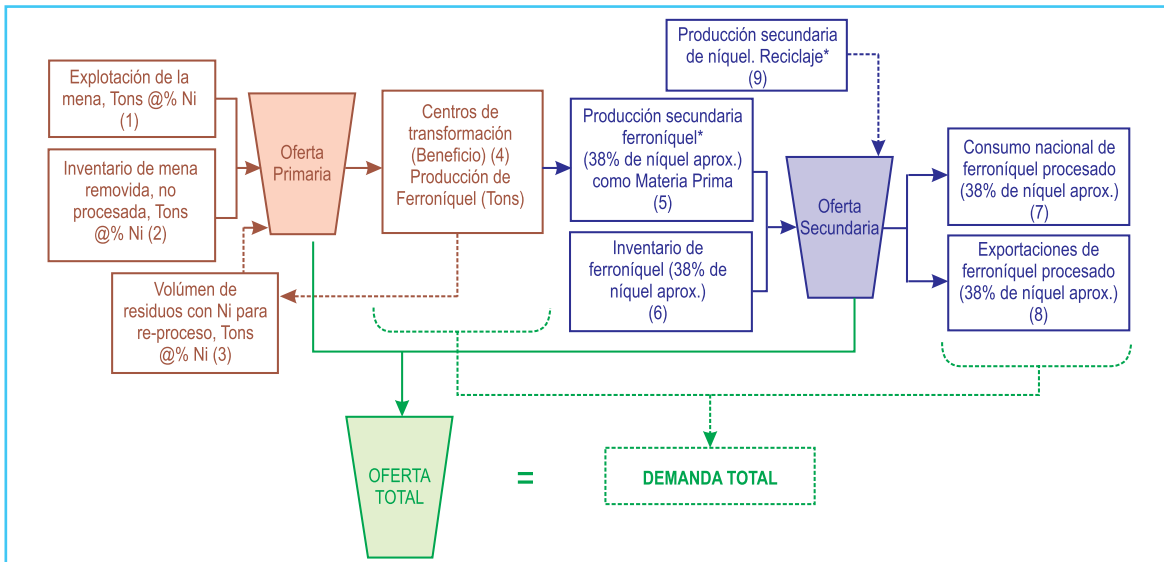 Explotación de la
mena, Tons @% Ni
(1)
Inventario de mena
removida, no
procesada, Tons
@% Ni (2)
Volúmen de
residuos con Ni para
re-proceso, Tons
@% Ni (3)
Oferta
Primaria
Centros de
transformación
(Beneficio) (4)
Producción de
Ferroníquel (Tons)
Producción secundaria
de níquel. Reciclaje*
(9)
Producción secundaria
ferroníquel*
(38% de níquel aprox.)
como Materia Prima
(5)
Inventario de
ferroníquel (38% de
níquel aprox.)
(6)
Oferta
Secundaria
Consumo nacional de
ferroníquel procesado
(38% de níquel aprox.)
(7)
Exportaciones de
ferroníquel procesado
(38% de níquel aprox.)
(8)
OFERTA
TOTAL
=
DEMANDA TOTAL